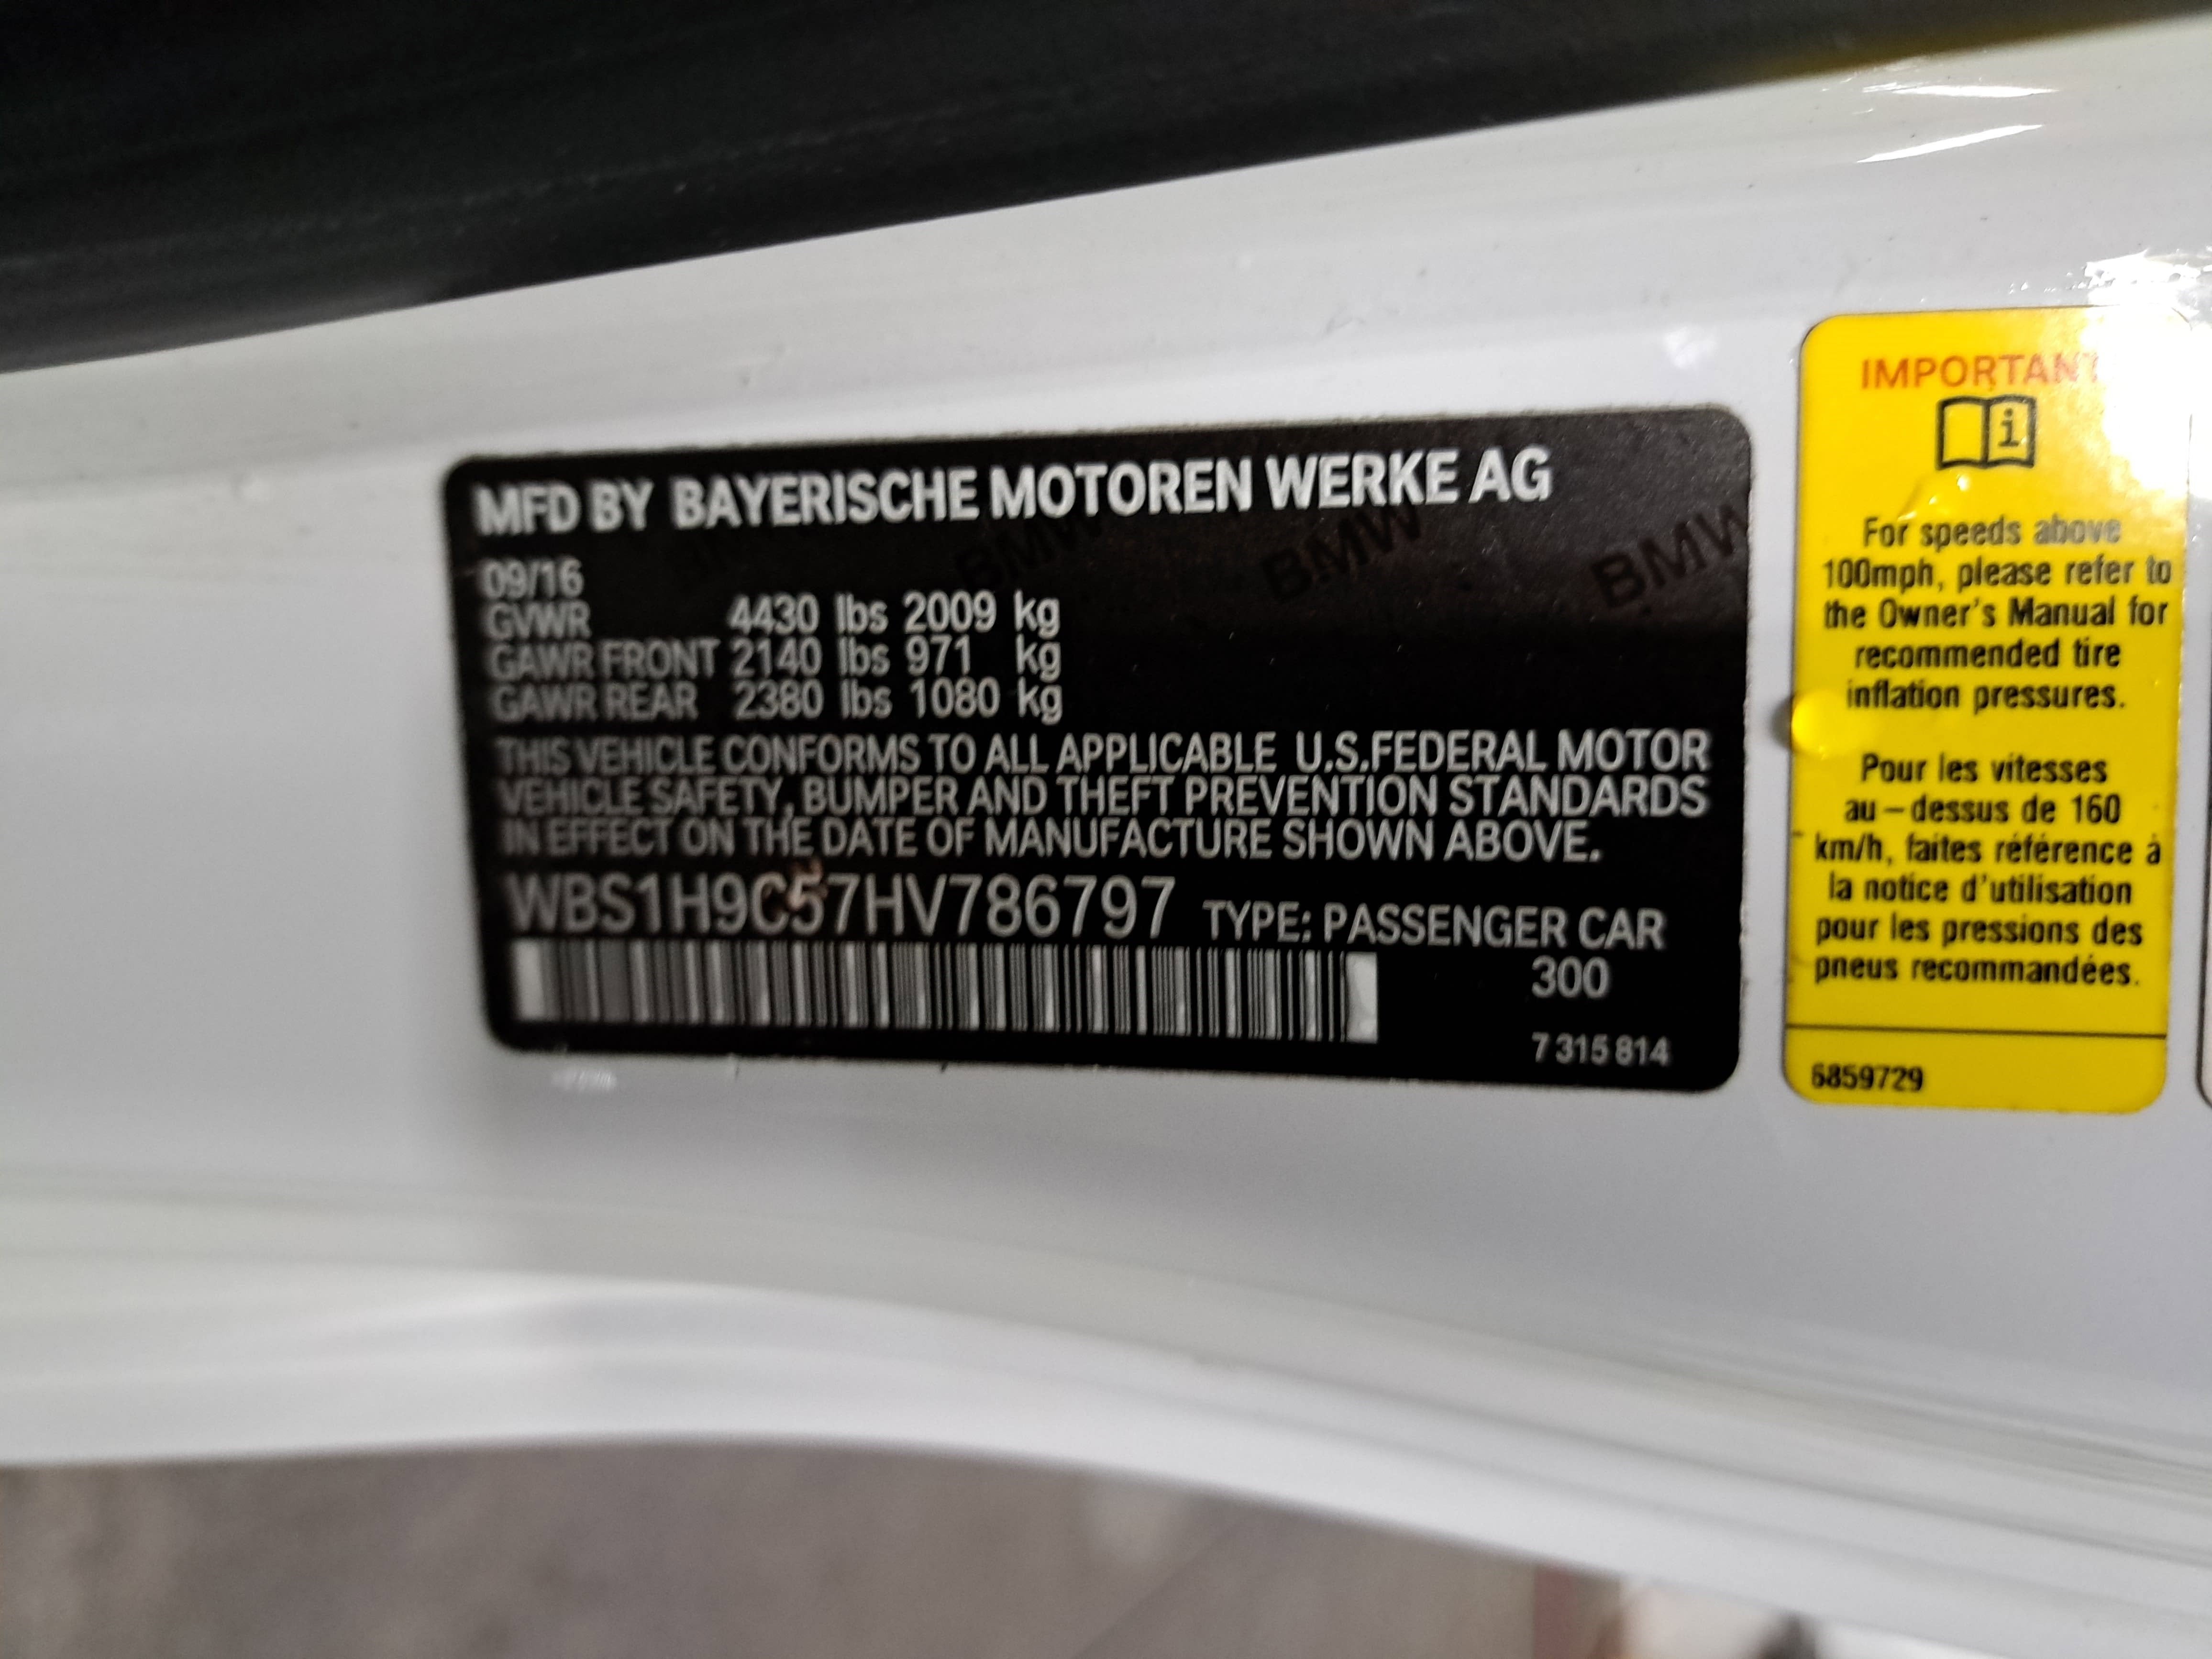 MFD BY BAYERISCHE MOTOREN WERKE AG
BMW BMW BMW
09/16
GVWR 4430 lbs 2009 kg
GAWR FRONT 2140 lbs 971 kg
GAWR REAR 2380 lbs 1080 kg
THIS VEHICLE CONFORMS TO ALL APPLICABLE U.S.FEDERAL MOTOR
VEHICLE SAFETY, BUMPER AND THEFT PREVENTION STANDARDS
IN EFFECT ON THE DATE OF MANUFACTURE SHOWN ABOVE.
WBS1H9C57HV786797 TYPE: PASSENGER CAR
300
7 315 814
IMPORTANT
i
For speeds above
100mph, please refer to
the Owner's Manual for
recommended tire
inflation pressures.
Pour les vitesses
au-dessus de 160
km/h, faites référence à
la notice d'utilisation
pour les pressions des
pneus recommandées.
6859729